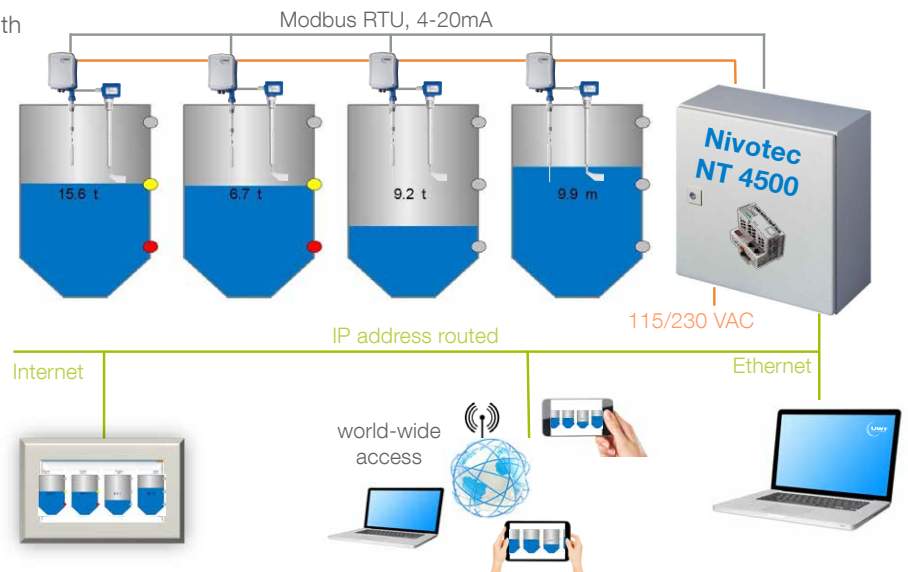 th
Modbus RTU, 4-20mA
Nivotec
NT 4500
15.6 t
6.7 t
9.2 t
9.9 m
115/230 VAC
IP address routed
Internet
Ethernet
world-wide
access
UWT